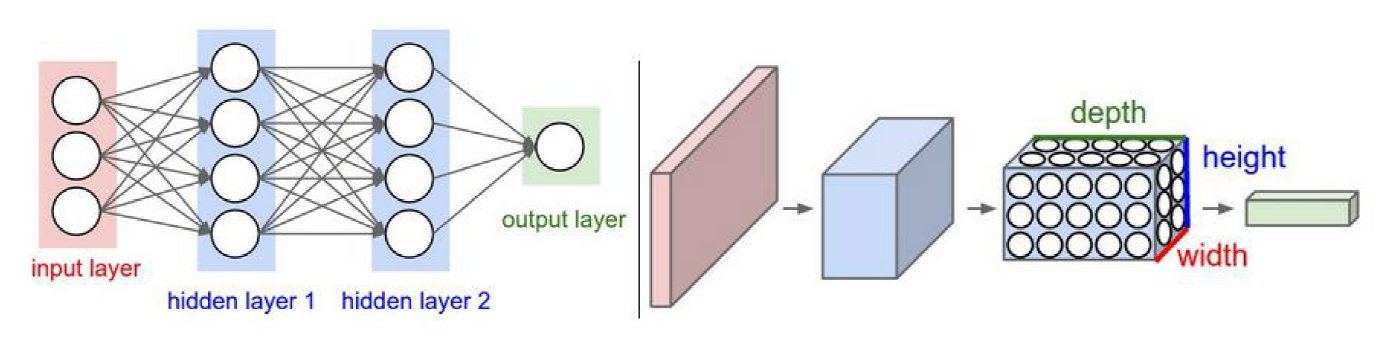 input layer
hidden layer 1
hidden layer 2
output layer
depth
height
width